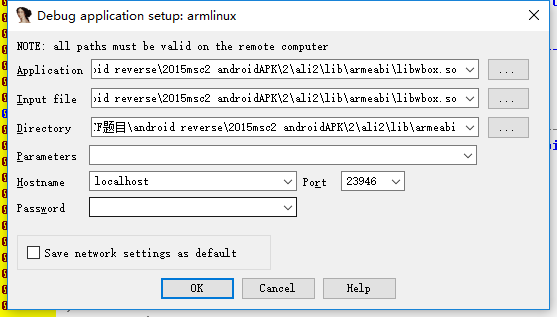 Debug application setup: armlinux
NOTE: all paths must be valid on the remote computer
Application
oid reverse\2015msc2 androidAPK\2\ali2\lib\armeabi\libwbox.so
...
Input file
oid reverse\2015msc2 androidAPK\2\ali2\lib\armeabi\libwbox.so
...
Directory
F题目\android reverse\2015msc2 androidAPK\2\ali2\lib\armeabi
...
Parameters
Hostname
localhost
Port
23946
Password
Save network settings as default
OK
Cancel
Help